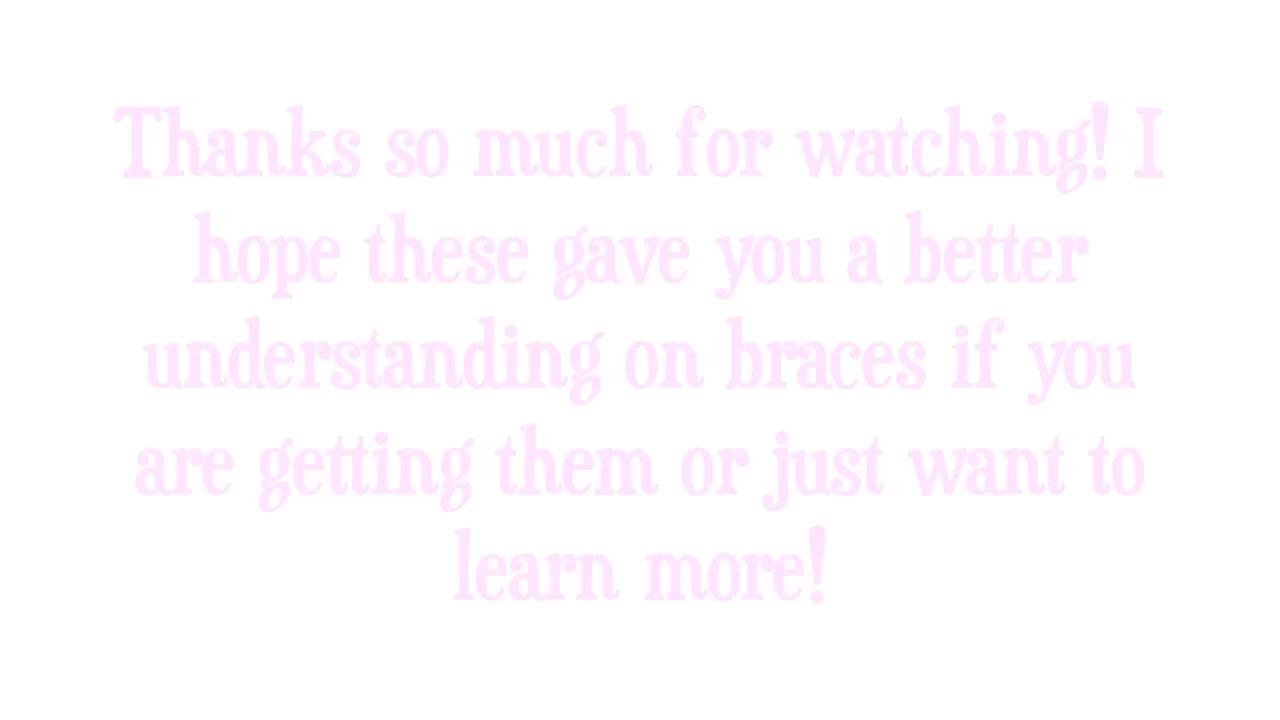 Thanks so much for watching! I
hope these gave you a better
understanding on braces if you
are getting them or just want to
learn more!